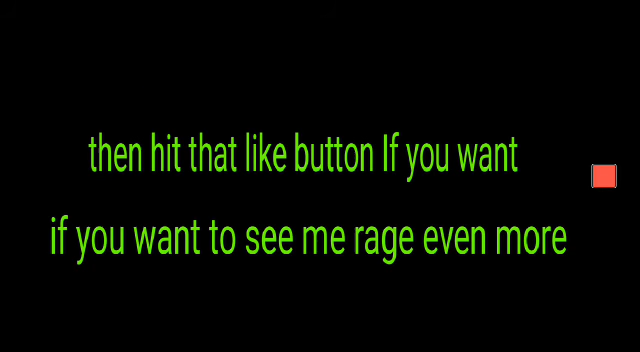 then hit that like button If you want
if you want to see me rage even more